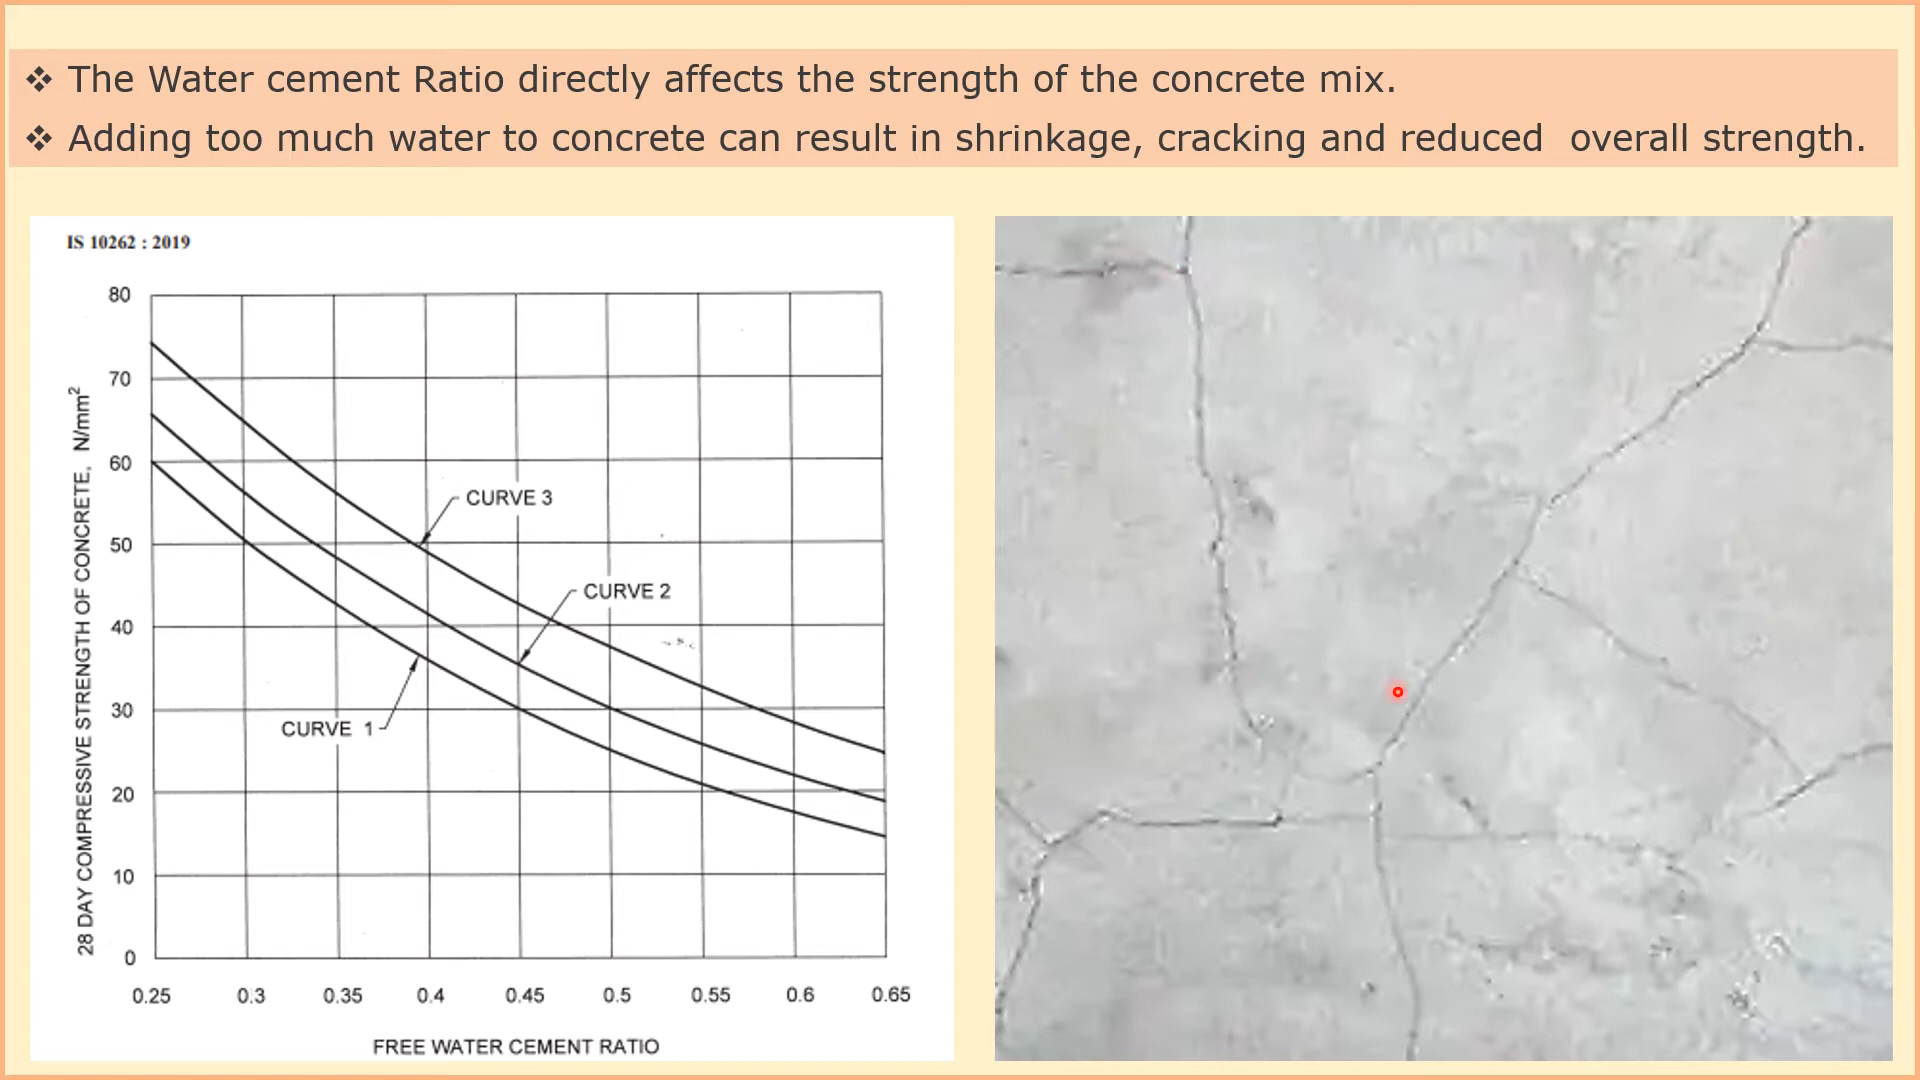 ❖ The Water cement Ratio directly affects the strength of the concrete mix.
❖ Adding too much water to concrete can result in shrinkage, cracking and reduced  overall strength.
IS 10262 : 2019
28 DAY COMPRESSIVE STRENGTH OF CONCRETE, N/mm²
80
70
60
50
40
30
20
10
0
CURVE 3
CURVE 2
CURVE 1
0.25 0.3 0.35 0.4 0.45 0.5 0.55 0.6 0.65
FREE WATER CEMENT RATIO